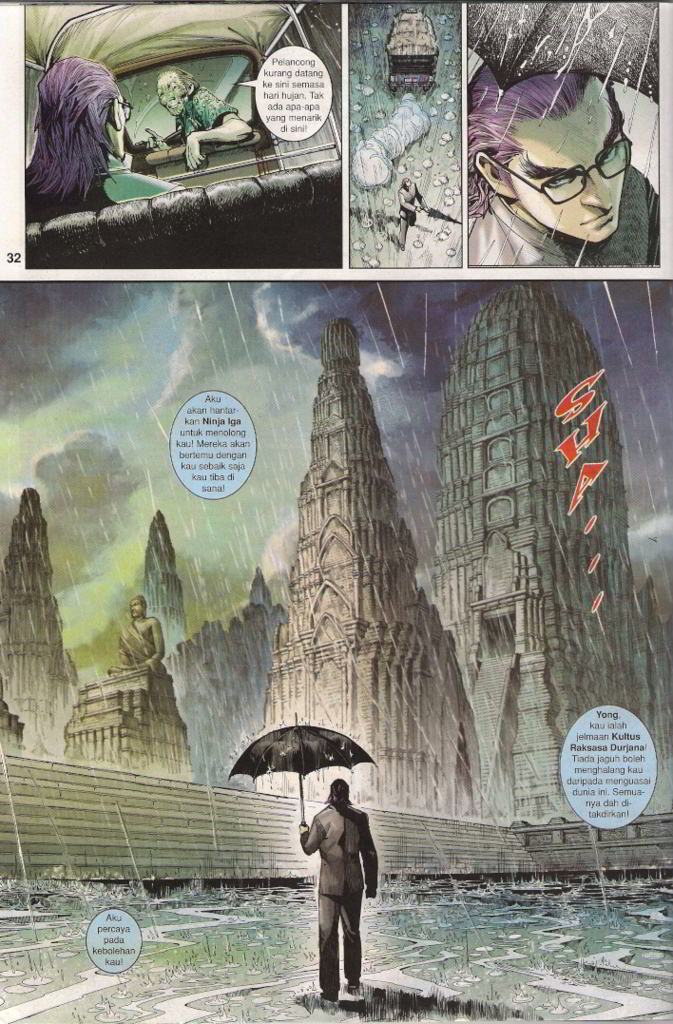 Pelancong
kurang datang
ke sini semasa
hari hujan. Tak
ada apa-apa
yang menarik
di sini!
32
Aku
akan hantar-
kan Ninja Iga
untuk menolong
kau! Mereka akan
bertemu dengan
kau sebaik saja
kau tiba di
sana!
SHA...
Yong,
kau ialah
jelmaan Kultus
Raksasa Durjana!
Tiada jaguh boleh
menghalang kau
daripada menguasai
dunia ini. Semua-
nya dah di-
takdirkan!
Aku
percaya
pada
kebolehan
kau!